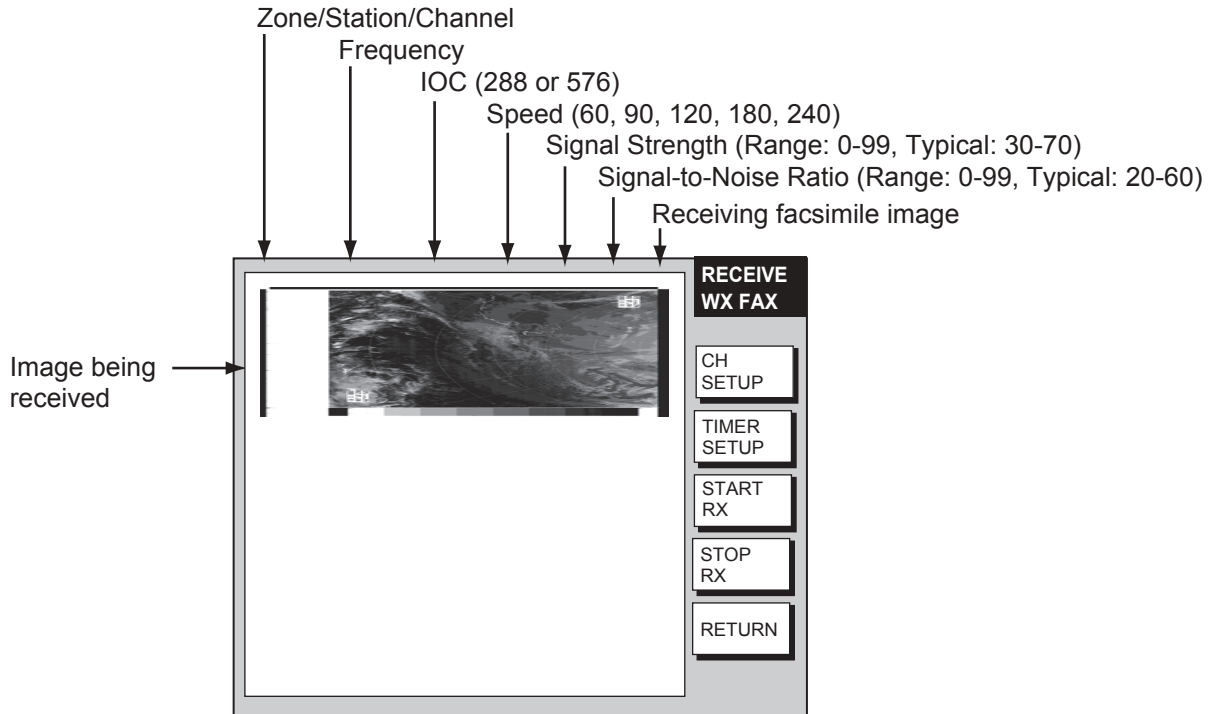 Zone/Station/Channel
Frequency
IOC (288 or 576)
Speed (60, 90, 120, 180, 240)
Signal Strength (Range: 0-99, Typical: 30-70)
Signal-to-Noise Ratio (Range: 0-99, Typical: 20-60)
Receiving facsimile image
RECEIVE
WX FAX
Image being
received
CH
SETUP
TIMER
SETUP
START
RX
STOP
RX
RETURN